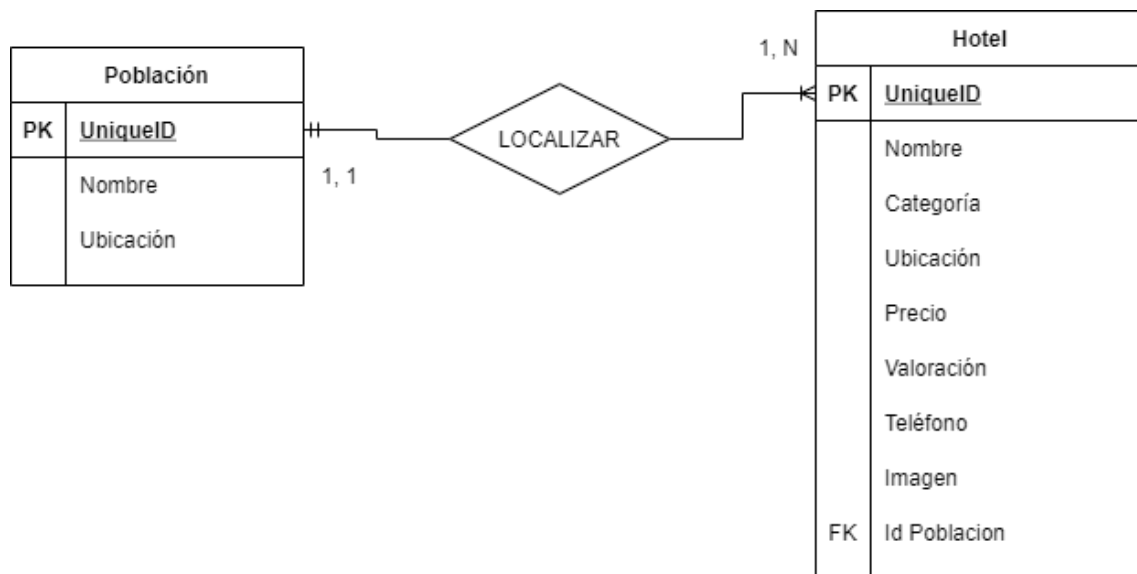 Población
PK UniqueID
Nombre
Ubicación
1, 1
LOCALIZAR
1, N
Hotel
PK UniqueID
Nombre
Categoría
Ubicación
Precio
Valoración
Teléfono
Imagen
FK Id Poblacion